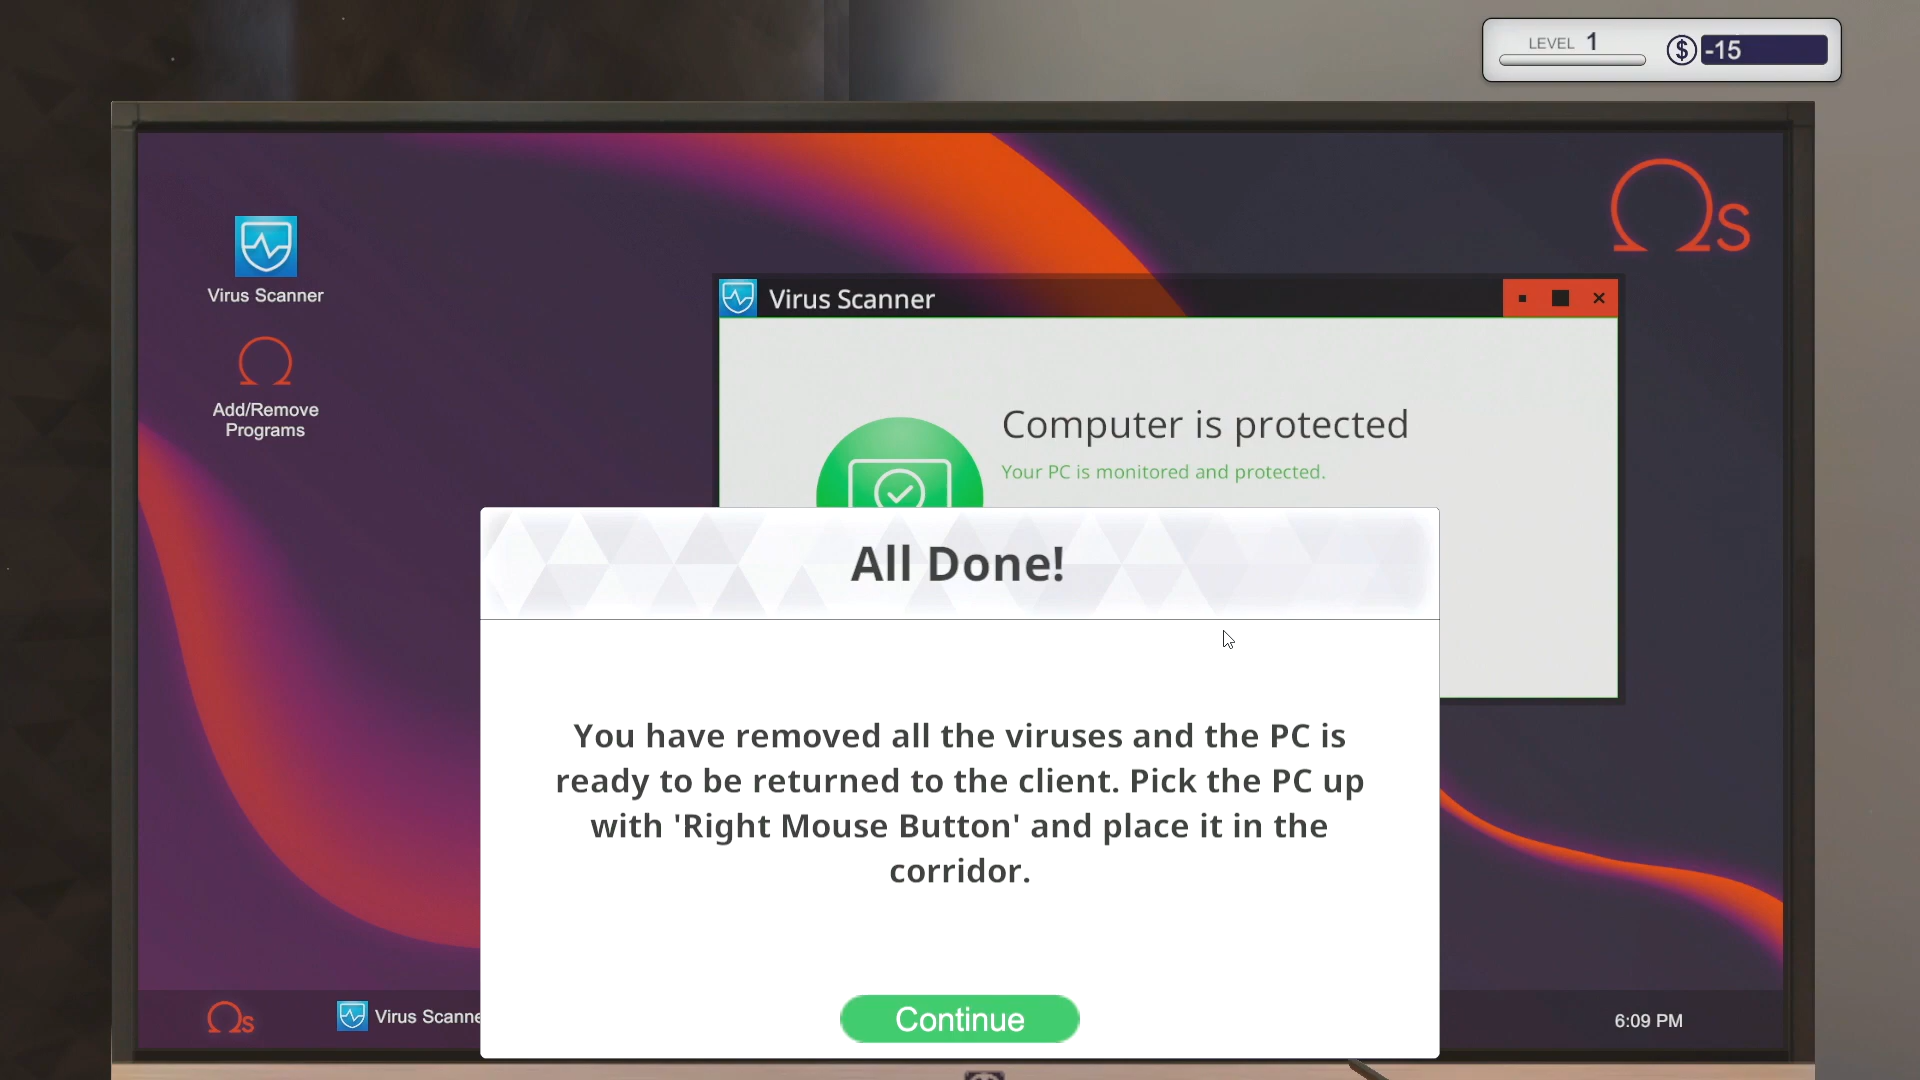 LEVEL 1
$ -15
Ωs
Virus Scanner
Add/Remove
Programs
Virus Scanner
Computer is protected
Your PC is monitored and protected.
All Done!
You have removed all the viruses and the PC is
ready to be returned to the client. Pick the PC up
with 'Right Mouse Button' and place it in the
corridor.
Continue
Ωs
Virus Scanne
6:09 PM